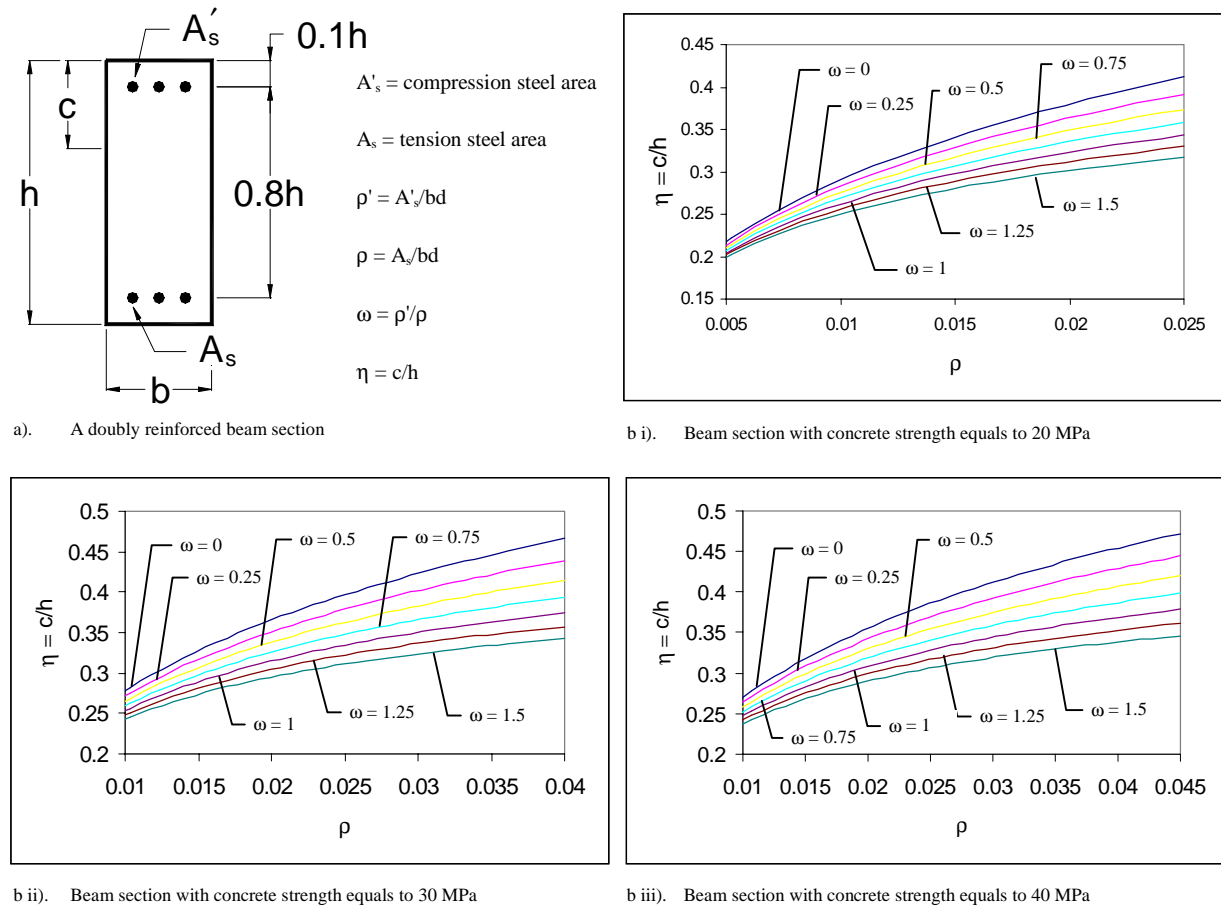 A′s
0.1h
c
h
0.8h
As
b
A's = compression steel area
As = tension steel area
ρ' = A's/bd
ρ = As/bd
ω = ρ'/ρ
η = c/h
a). A doubly reinforced beam section
0.45
0.4
0.35
0.3
0.25
0.2
0.15
η = c/h
ω = 0
ω = 0.25
ω = 0.5
ω = 0.75
ω = 1
ω = 1.25
ω = 1.5
0.005 0.01 0.015 0.02 0.025
ρ
b i). Beam section with concrete strength equals to 20 MPa
0.5
0.45
0.4
0.35
0.3
0.25
0.2
η = c/h
ω = 0
ω = 0.25
ω = 0.5
ω = 0.75
ω = 1
ω = 1.25
ω = 1.5
0.01 0.015 0.02 0.025 0.03 0.035 0.04
ρ
b ii). Beam section with concrete strength equals to 30 MPa
0.5
0.45
0.4
0.35
0.3
0.25
0.2
η = c/h
ω = 0
ω = 0.25
ω = 0.5
ω = 0.75
ω = 1
ω = 1.25
ω = 1.5
0.01 0.015 0.02 0.025 0.03 0.035 0.04 0.045
ρ
b iii). Beam section with concrete strength equals to 40 MPa